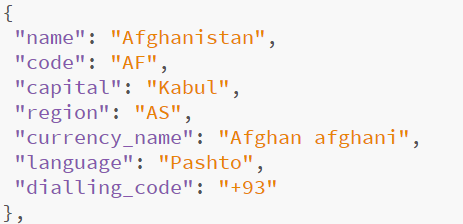 {
"name": "Afghanistan",
"code": "AF",
"capital": "Kabul",
"region": "AS",
"currency_name": "Afghan afghani",
"language": "Pashto",
"dialling_code": "+93"
},